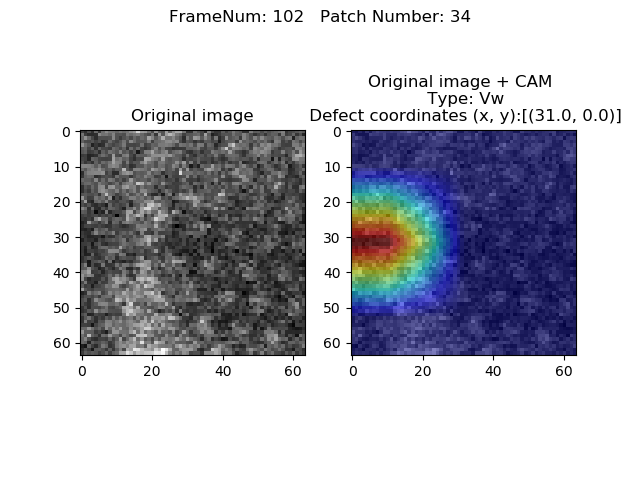 FrameNum: 102   Patch Number: 34
Original image
0
10
20
30
40
50
60
0 20 40 60
Original image + CAM
Type: Vw
Defect coordinates (x, y):[(31.0, 0.0)]
0
10
20
30
40
50
60
0 20 40 60